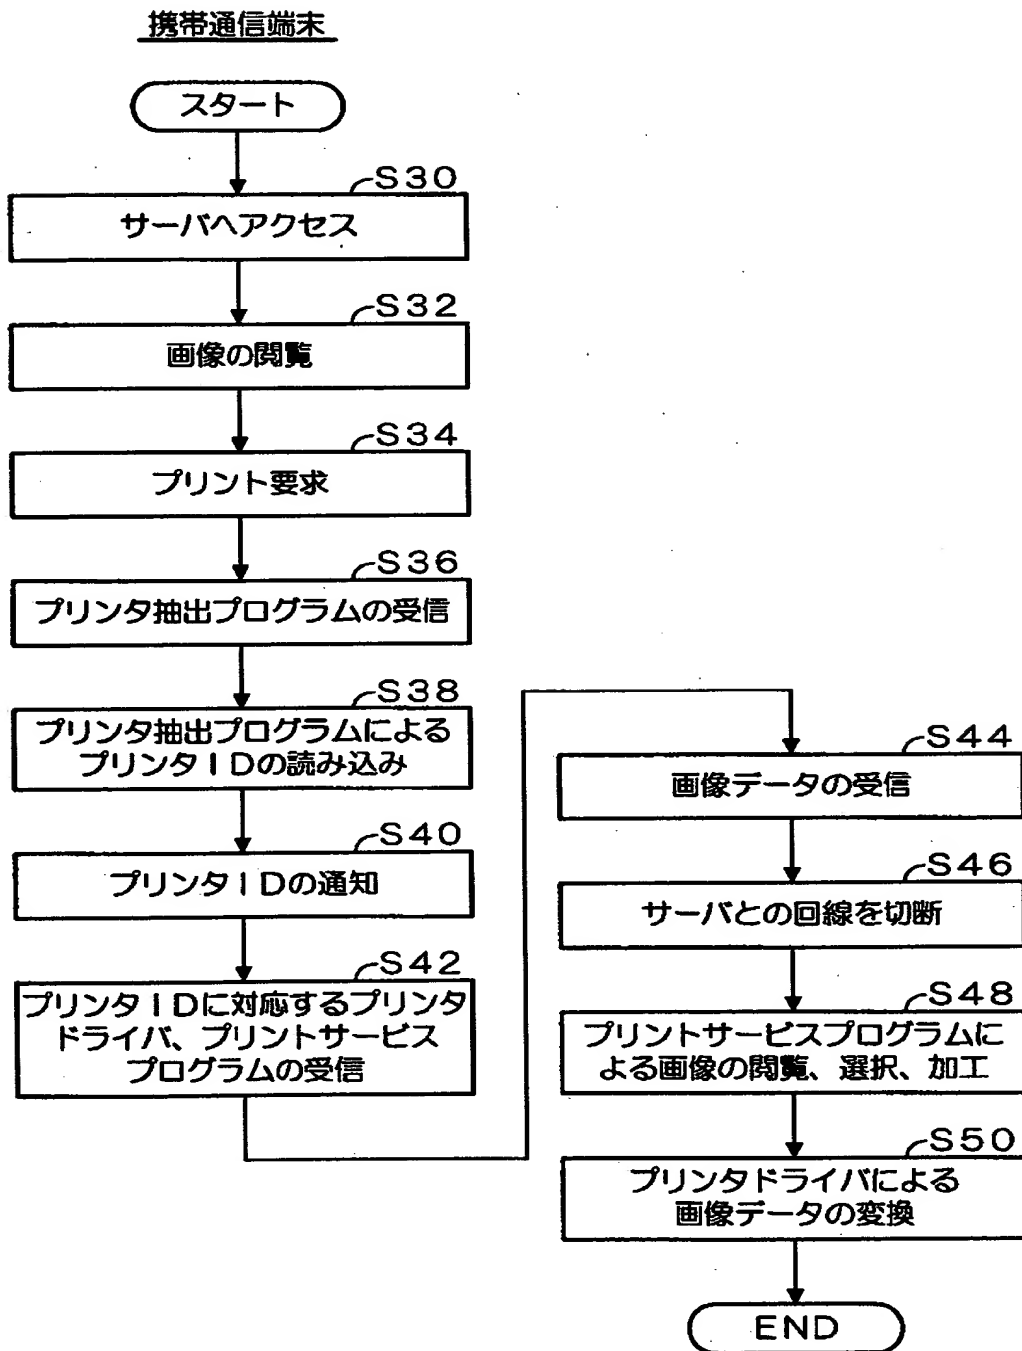 携帯通信端末
スタート
S30
サーバへアクセス
S32
画像の閲覧
S34
プリント要求
S36
プリンタ抽出プログラムの受信
S38
プリンタ抽出プログラムによる
プリンタIDの読み込み
S40
プリンタIDの通知
S42
プリンタIDに対応するプリンタ
ドライバ、プリントサービス
プログラムの受信
S44
画像データの受信
S46
サーバとの回線を切断
S48
プリントサービスプログラムに
よる画像の閲覧、選択、加工
S50
プリンタドライバによる
画像データの変換
END